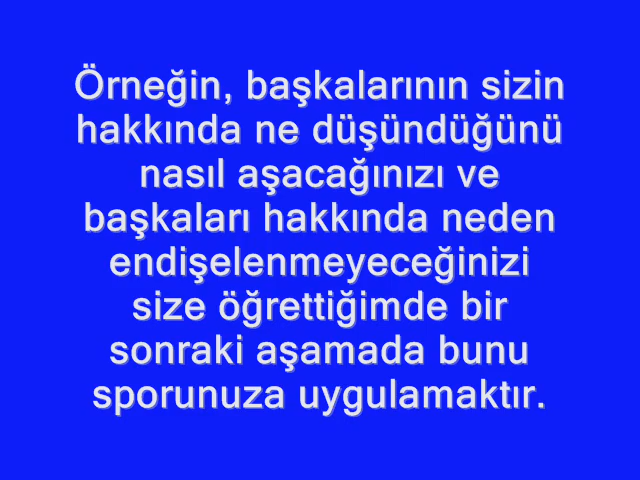 Örneğin, başkalarının sizin
hakkında ne düşündüğünü
nasıl aşacağınızı ve
başkaları hakkında neden
endişelenmeyeceğinizi
size öğrettiğimde bir
sonraki aşamada bunu
sporunuza uygulamaktır.